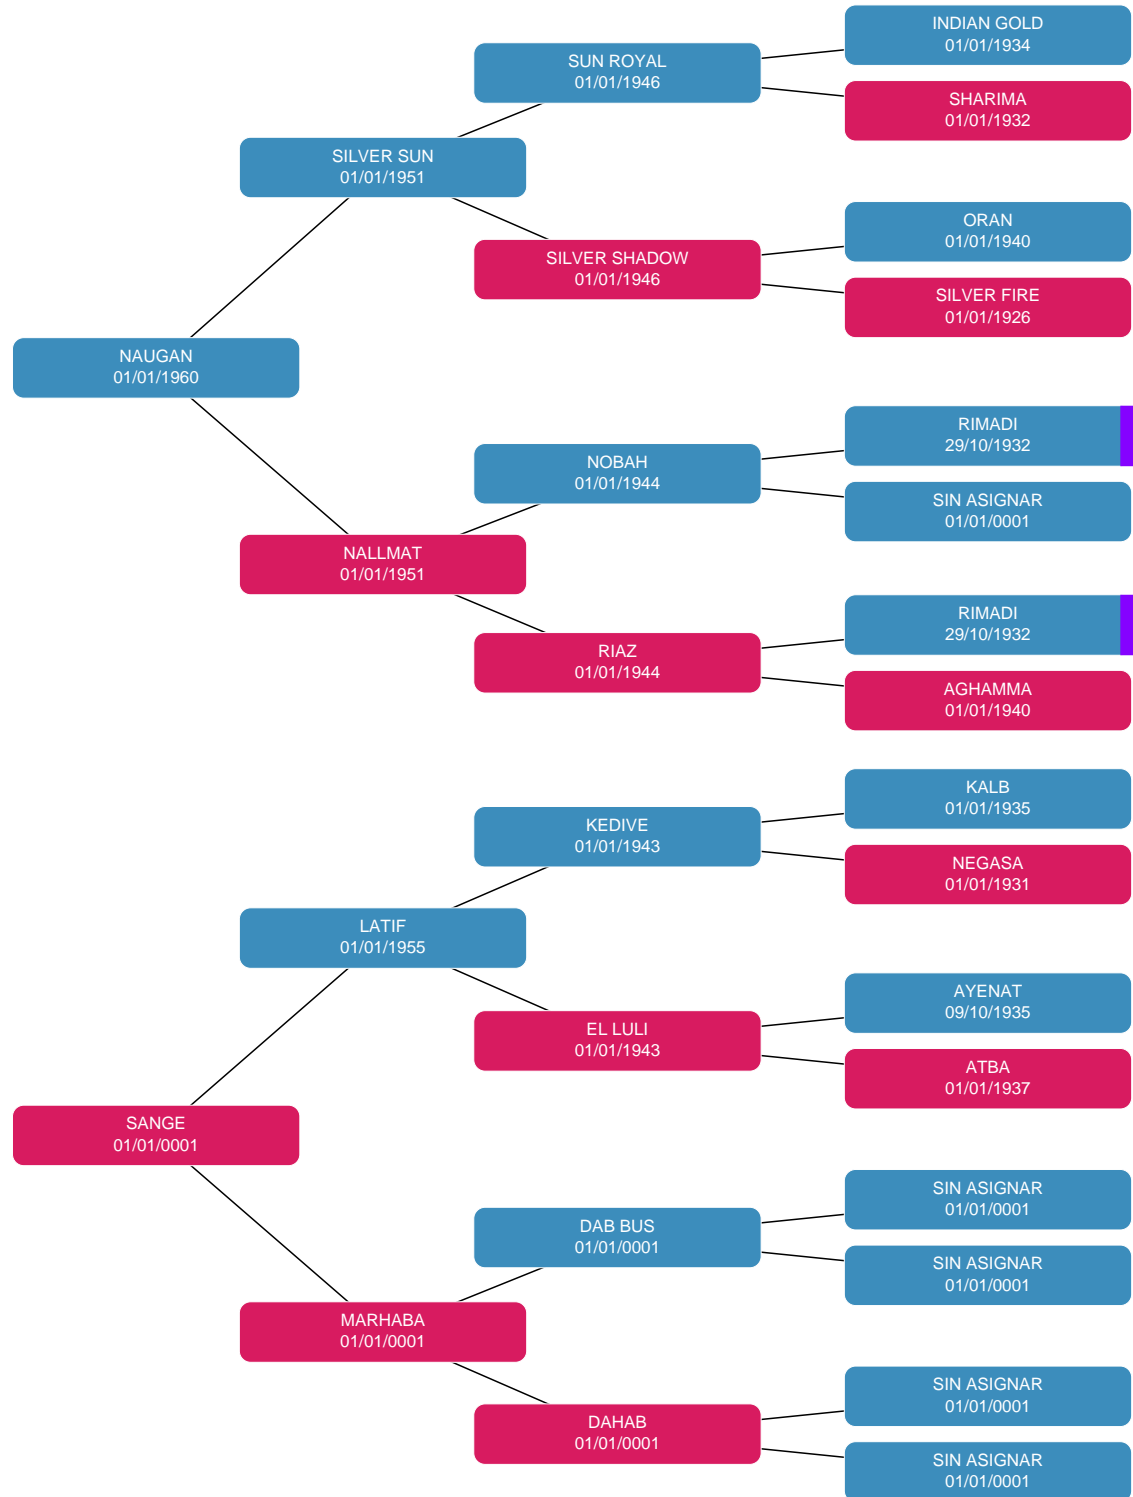 INDIAN GOLD
01/01/1934
SUN ROYAL
01/01/1946
SHARIMA
01/01/1932
SILVER SUN
01/01/1951
ORAN
01/01/1940
SILVER SHADOW
01/01/1946
SILVER FIRE
01/01/1926
NAUGAN
01/01/1960
RIMADI
29/10/1932
NOBAH
01/01/1944
SIN ASIGNAR
01/01/0001
NALLMAT
01/01/1951
RIMADI
29/10/1932
RIAZ
01/01/1944
AGHAMMA
01/01/1940
KALB
01/01/1935
KEDIVE
01/01/1943
NEGASA
01/01/1931
LATIF
01/01/1955
AYENAT
09/10/1935
EL LULI
01/01/1943
ATBA
01/01/1937
SANGE
01/01/0001
SIN ASIGNAR
01/01/0001
DAB BUS
01/01/0001
SIN ASIGNAR
01/01/0001
MARHABA
01/01/0001
SIN ASIGNAR
01/01/0001
DAHAB
01/01/0001
SIN ASIGNAR
01/01/0001